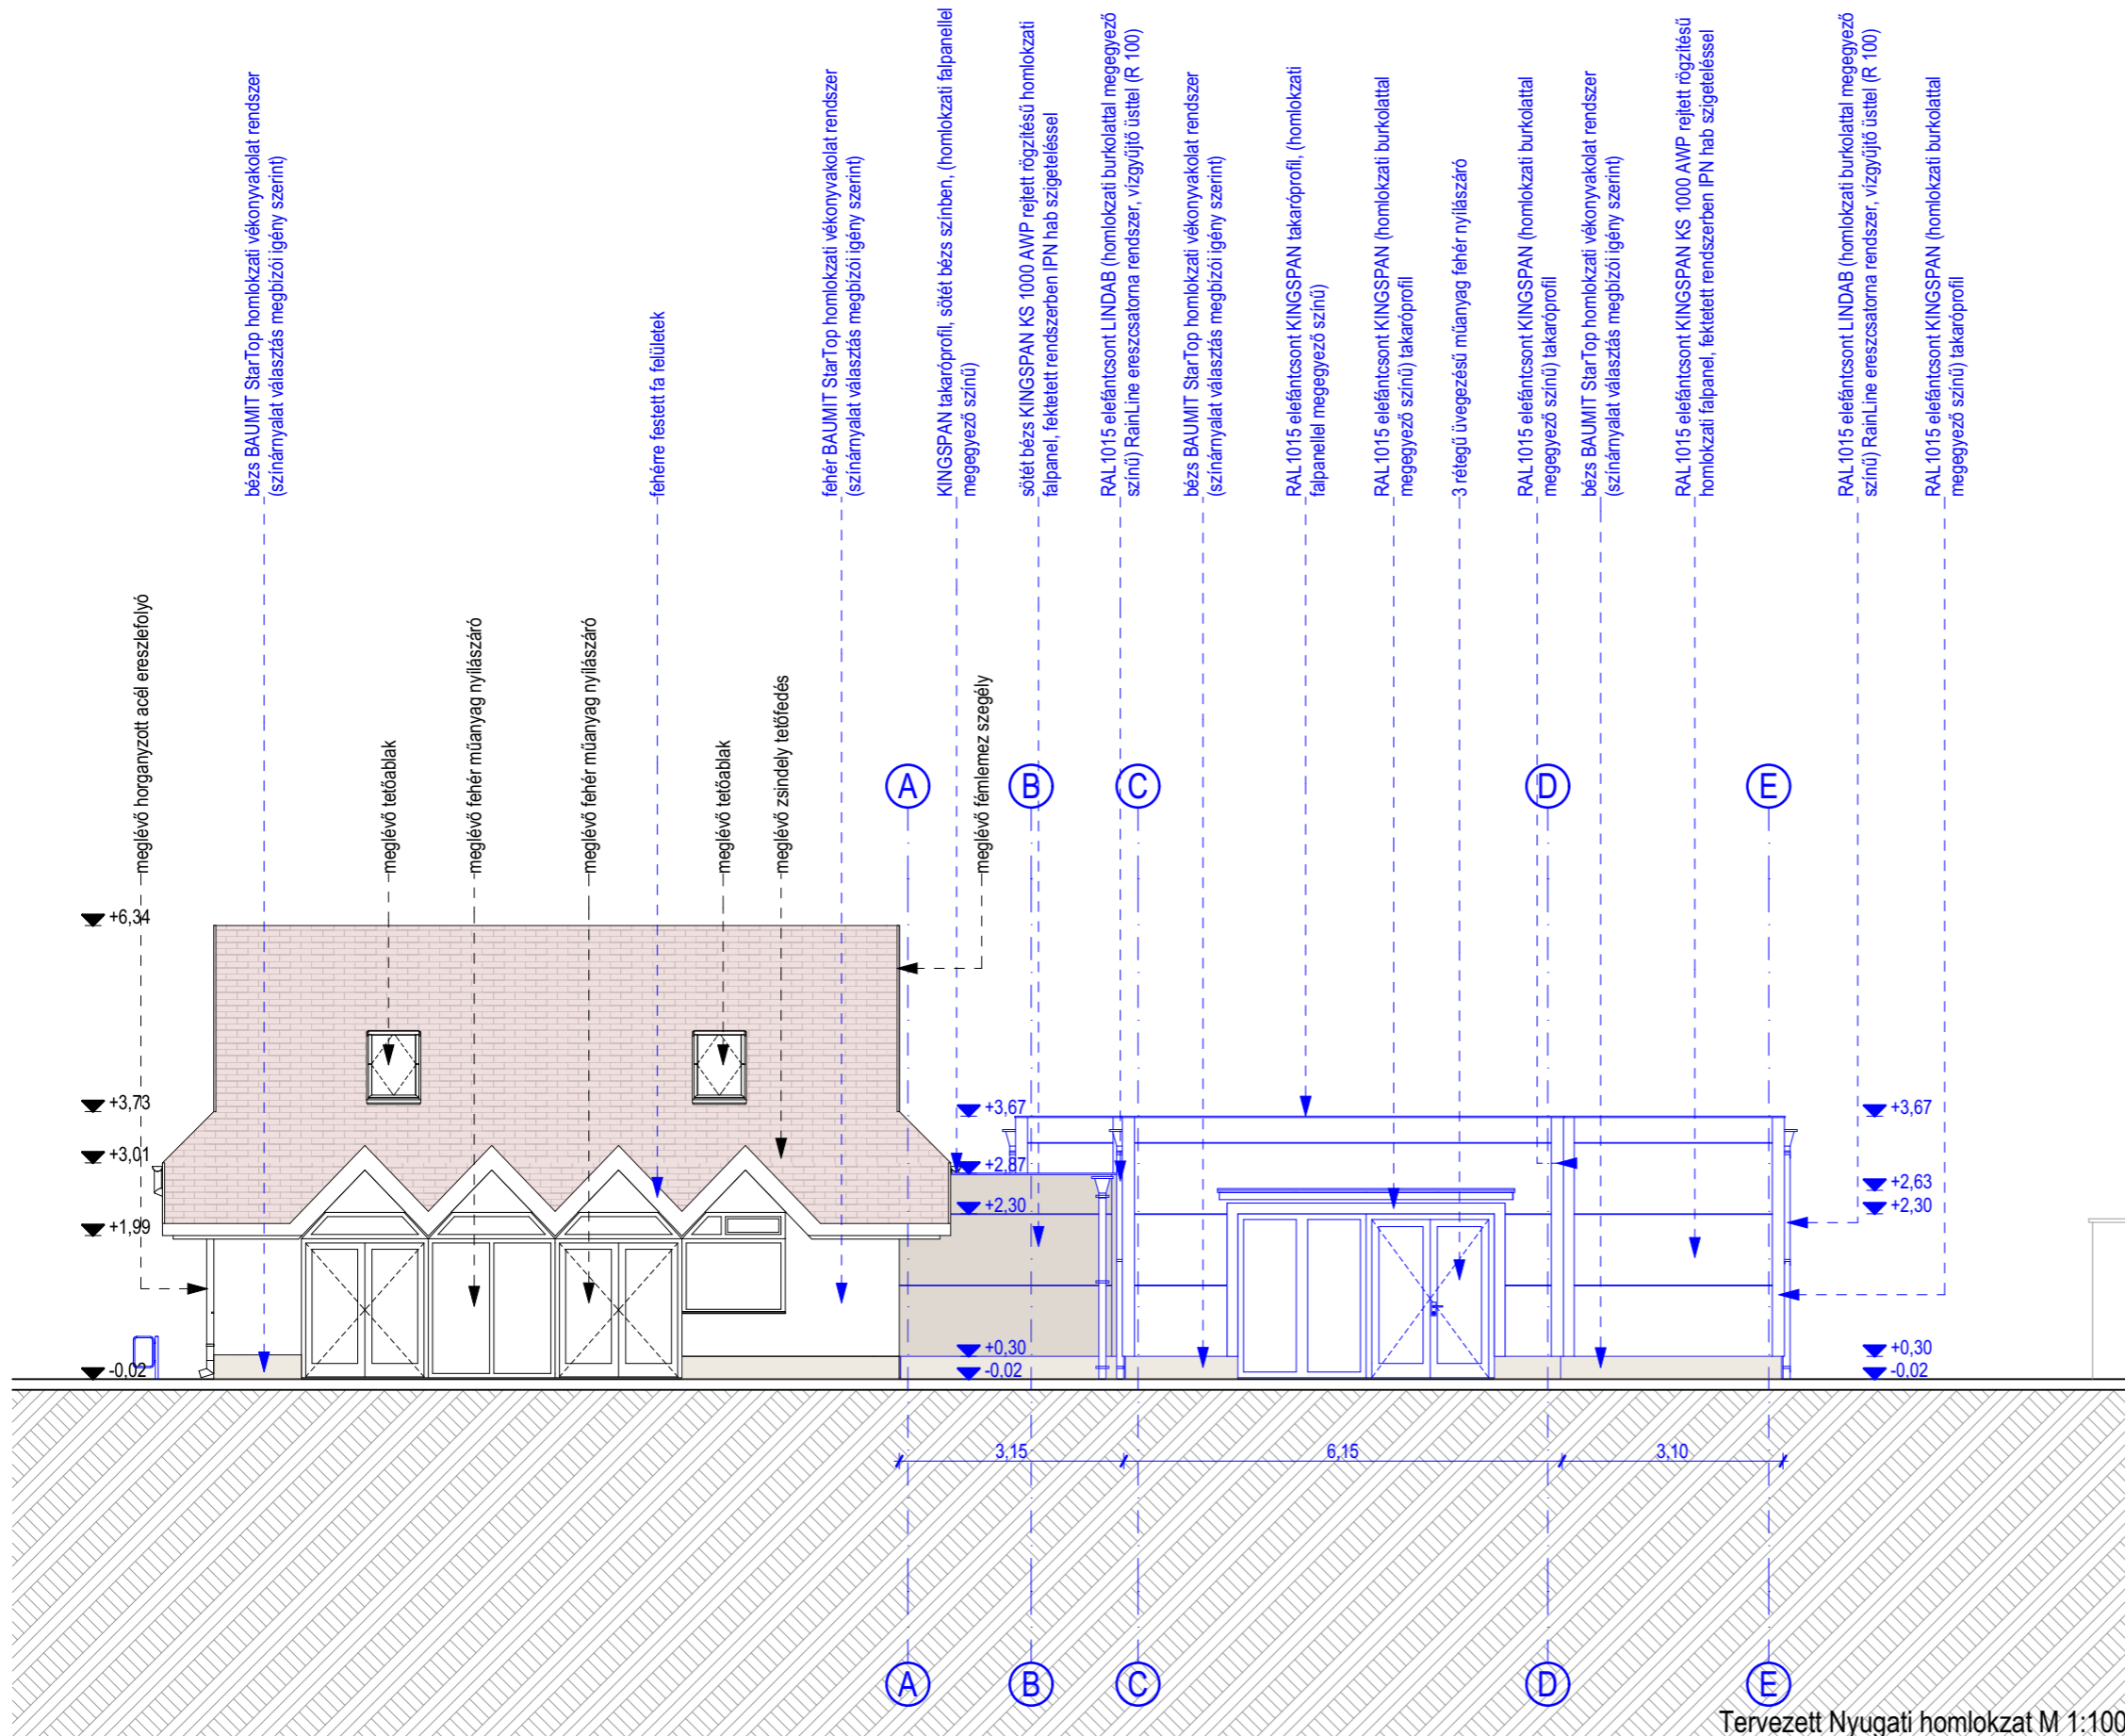 bézs BAUMIT StarTop homlokzati vékonyvakolat rendszer
(színárnyalat választás megbízói igény szerint)
fehérre festett fa felületek
fehér BAUMIT StarTop homlokzati vékonyvakolat rendszer
(színárnyalat választás megbízói igény szerint)
KINGSPAN takaróprofil, sötét bézs színben, (homlokzati falpanellel
megegyező színű)
sötét bézs KINGSPAN KS 1000 AWP rejtett rögzítésű homlokzati
falpanel, fektetett rendszerben IPN hab szigeteléssel
RAL1015 elefántcsont LINDAB (homlokzati burkolattal megegyező
színű) RainLine ereszcsatorna rendszer, vízgyűjtő üsttel (R 100)
bézs BAUMIT StarTop homlokzati vékonyvakolat rendszer
(színárnyalat választás megbízói igény szerint)
RAL1015 elefántcsont KINGSPAN takaróprofil, (homlokzati
falpanellel megegyező színű)
RAL1015 elefántcsont KINGSPAN (homlokzati burkolattal
megegyező színű) takaróprofil
3 rétegű üvegezésű műanyag fehér nyílászáró
RAL1015 elefántcsont KINGSPAN (homlokzati burkolattal
megegyező színű) takaróprofil
bézs BAUMIT StarTop homlokzati vékonyvakolat rendszer
(színárnyalat választás megbízói igény szerint)
RAL1015 elefántcsont KINGSPAN KS 1000 AWP rejtett rögzítésű
homlokzati falpanel, fektetett rendszerben IPN hab szigeteléssel
RAL1015 elefántcsont LINDAB (homlokzati burkolattal megegyező
színű) RainLine ereszcsatorna rendszer, vízgyűjtő üsttel (R 100)
RAL1015 elefántcsont KINGSPAN (homlokzati burkolattal
megegyező színű) takaróprofil
meglévő horganyzott acél ereszlefolyó
meglévő tetőablak
meglévő fehér műanyag nyílászáró
meglévő fehér műanyag nyílászáró
meglévő tetőablak
meglévő zsindely tetőfedés
meglévő fémlemez szegély
A
B
C
D
E
+6,34
+3,73
+3,01
+1,99
-0,02
+3,67
+2,87
+2,30
+0,30
-0,02
+3,67
+2,63
+2,30
+0,30
-0,02
3,15
6,15
3,10
A
B
C
D
E
Tervezett Nyugati homlokzat M 1:100